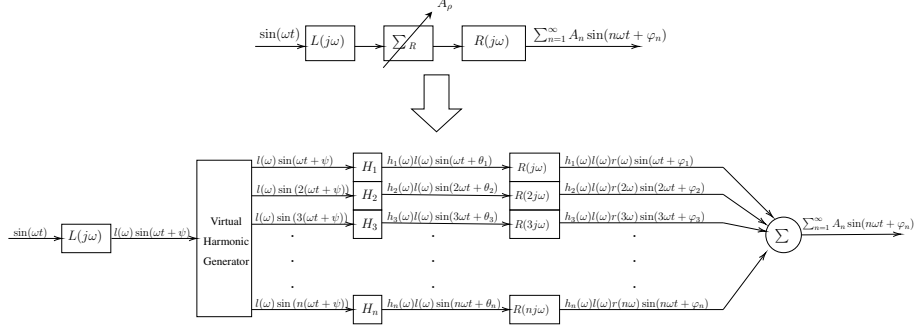 A_ρ
sin(ωt) L(jω) ∑_R R(jω) ∑_{n=1}^{∞} A_n sin(nωt + φ_n)
l(ω) sin(ωt + ψ) H_1 h_1(ω)l(ω) sin(ωt + θ_1) R(jω) h_1(ω)l(ω)r(ω) sin(ωt + φ_1)
l(ω) sin (2(ωt + ψ)) H_2 h_2(ω)l(ω) sin(2ωt + θ_2) R(2jω) h_2(ω)l(ω)r(2ω) sin(2ωt + φ_2)
l(ω) sin (3(ωt + ψ)) H_3 h_3(ω)l(ω) sin(3ωt + θ_3) R(3jω) h_3(ω)l(ω)r(3ω) sin(3ωt + φ_3)
sin(ωt) L(jω) l(ω) sin(ωt + ψ)
Virtual
Harmonic
Generator
∑ ∑_{n=1}^{∞} A_n sin(nωt + φ_n)
. . .
. . .
. . .
l(ω) sin (n(ωt + ψ)) H_n h_n(ω)l(ω) sin(nωt + θ_n) R(njω) h_n(ω)l(ω)r(nω) sin(nωt + φ_n)